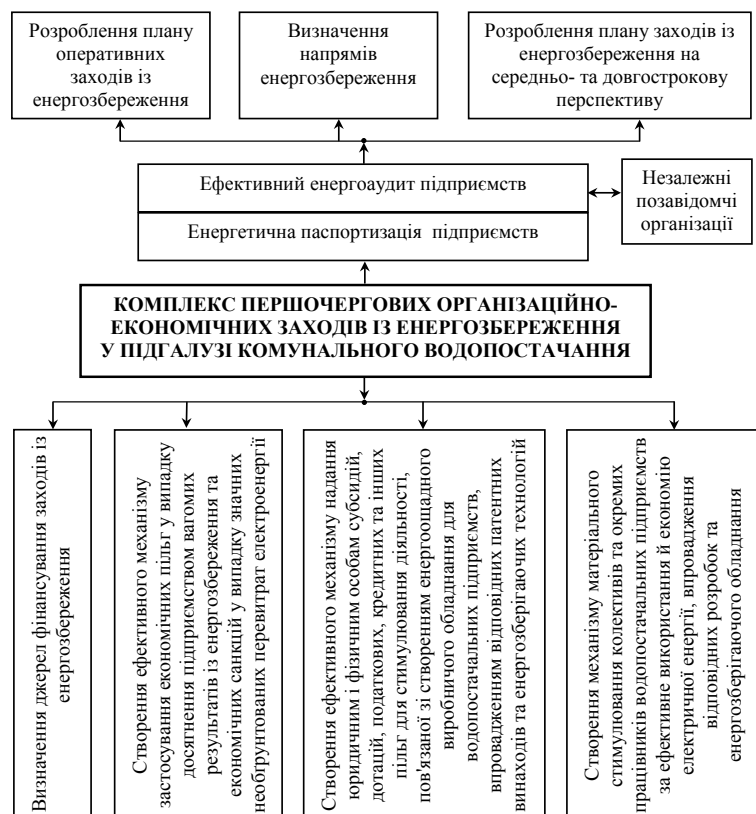 Розроблення плану
оперативних
заходів із
енергозбереження
Визначення
напрямів
енергозбереження
Розроблення плану заходів із
енергозбереження на
середньо- та довгострокову
перспективу
Ефективний енергоаудит підприємств
Незалежні
позавідомчі
організації
Енергетична паспортизація підприємств
КОМПЛЕКС ПЕРШОЧЕРГОВИХ ОРГАНІЗАЦІЙНО-
ЕКОНОМІЧНИХ ЗАХОДІВ ІЗ ЕНЕРГОЗБЕРЕЖЕННЯ
У ПІДГАЛУЗІ КОМУНАЛЬНОГО ВОДОПОСТАЧАННЯ
Визначення джерел фінансування заходів із
енергозбереження
Створення ефективного механізму
застосування економічних пільг у випадку
досягнення підприємством вагомих
результатів із енергозбереження та
економічних санкцій у випадку значних
необґрунтованих перевитрат електроенергії
Створення ефективного механізму надання
юридичним і фізичним особам субсидій,
дотацій, податкових, кредитних та інших
пільг для стимулювання діяльності,
пов'язаної зі створенням енергоощадного
виробничого обладнання для
водопостачальних підприємств,
впровадженням відповідних патентних
винаходів та енергозберігаючих технологій
Створення механізму матеріального
стимулювання колективів та окремих
працівників водопостачальних підприємств
за ефективне використання й економію
електричної енергії, впровадження
відповідних розробок та
енергозберігаючого обладнання